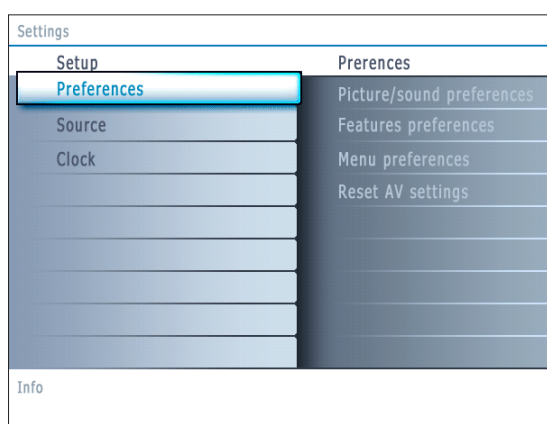 Settings
Setup
Preferences
Source
Clock
Prerences
Picture/sound preferences
Features preferences
Menu preferences
Reset AV settings
Info